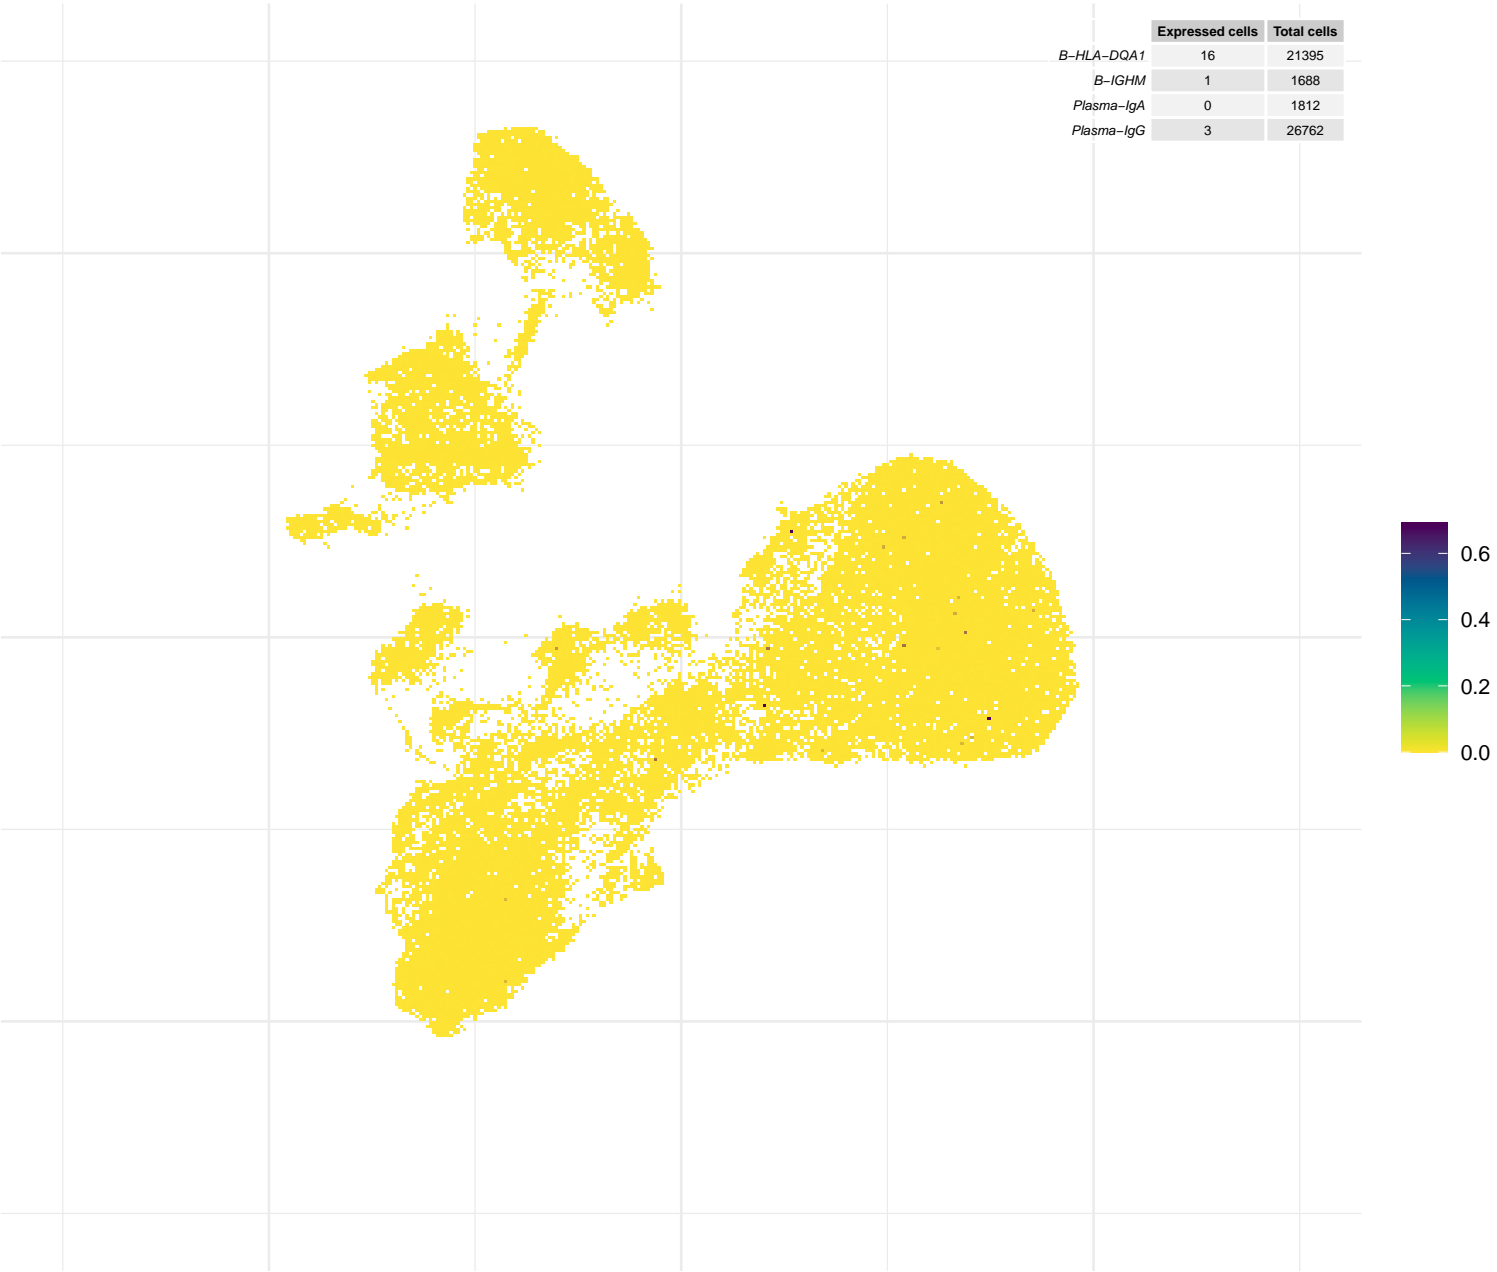 Expressed cells Total cells
B−HLA−DQA1 16 21395
B−IGHM 1 1688
Plasma−IgA 0 1812
Plasma−IgG 3 26762
0.6
0.4
0.2
0.0